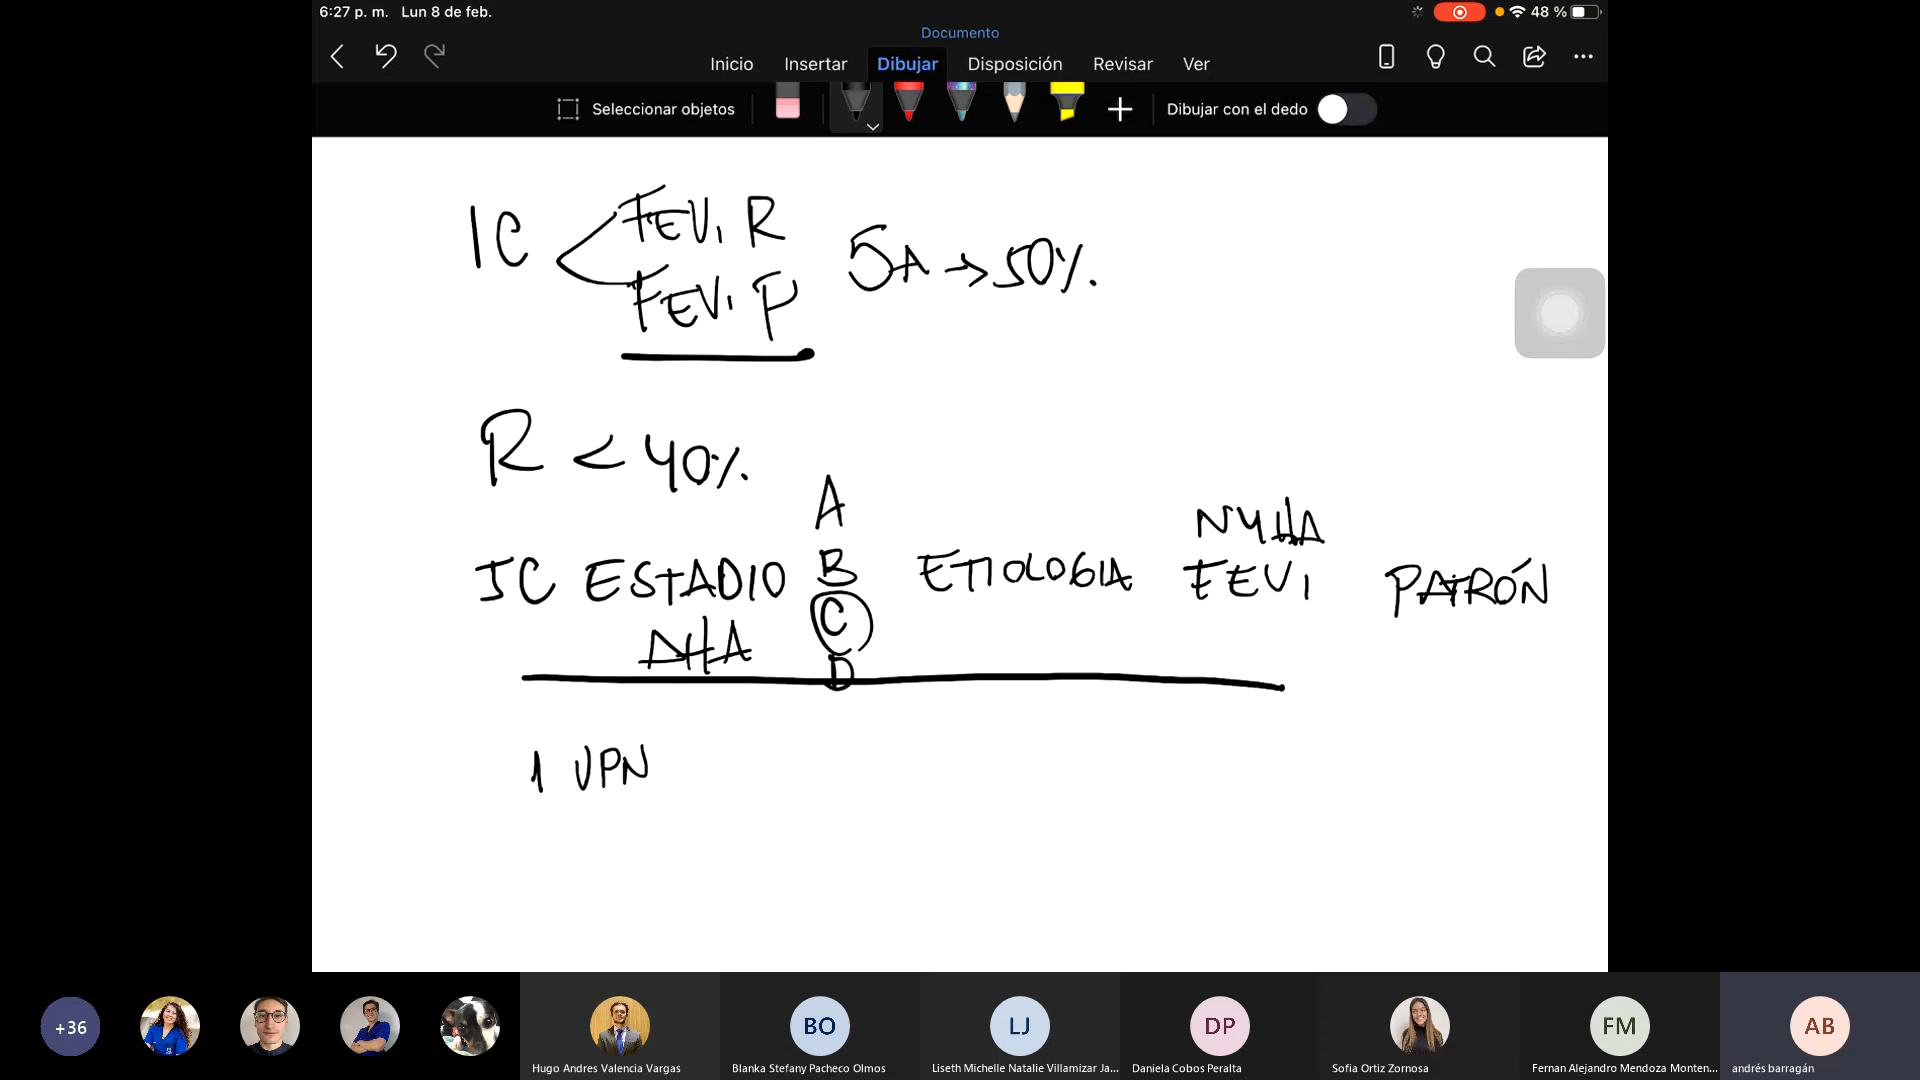 6:27 p. m. Lun 8 de feb. 48 %
Documento
Inicio Insertar Dibujar Disposición Revisar Ver
Seleccionar objetos Dibujar con el dedo
IC FEVI R
FEVI P 5A → 50%.
R < 40%.
A
NYHA
IC ESTADIO B ETIOLOGIA FEVI PATRÓN
C
AHA
D
1 VPN
+36 BO LJ DP FM AB
Hugo Andres Valencia Vargas Blanka Stefany Pacheco Olmos Liseth Michelle Natalie Villamizar Ja... Daniela Cobos Peralta Sofia Ortiz Zornosa Fernan Alejandro Mendoza Monten... andrés barragán